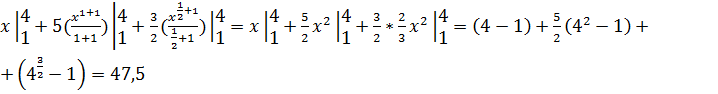 x|₁⁴ + 5(x¹⁺¹/(1+1))|₁⁴ + 3/2(x^(1/2+1)/(1/2+1))|₁⁴ = x|₁⁴ + 5/2 x²|₁⁴ + 3/2 * 2/3 x²|₁⁴ = (4 − 1) + 5/2(4² − 1) +
+ (4^(3/2) − 1) = 47,5